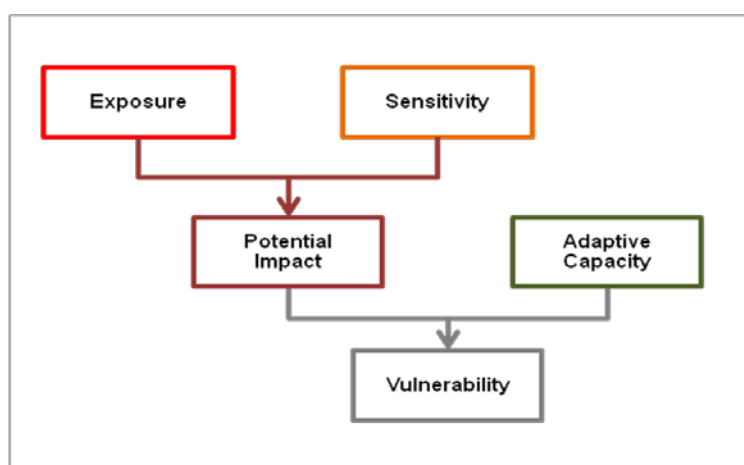 Exposure
Sensitivity
Potential
Impact
Adaptive
Capacity
Vulnerability